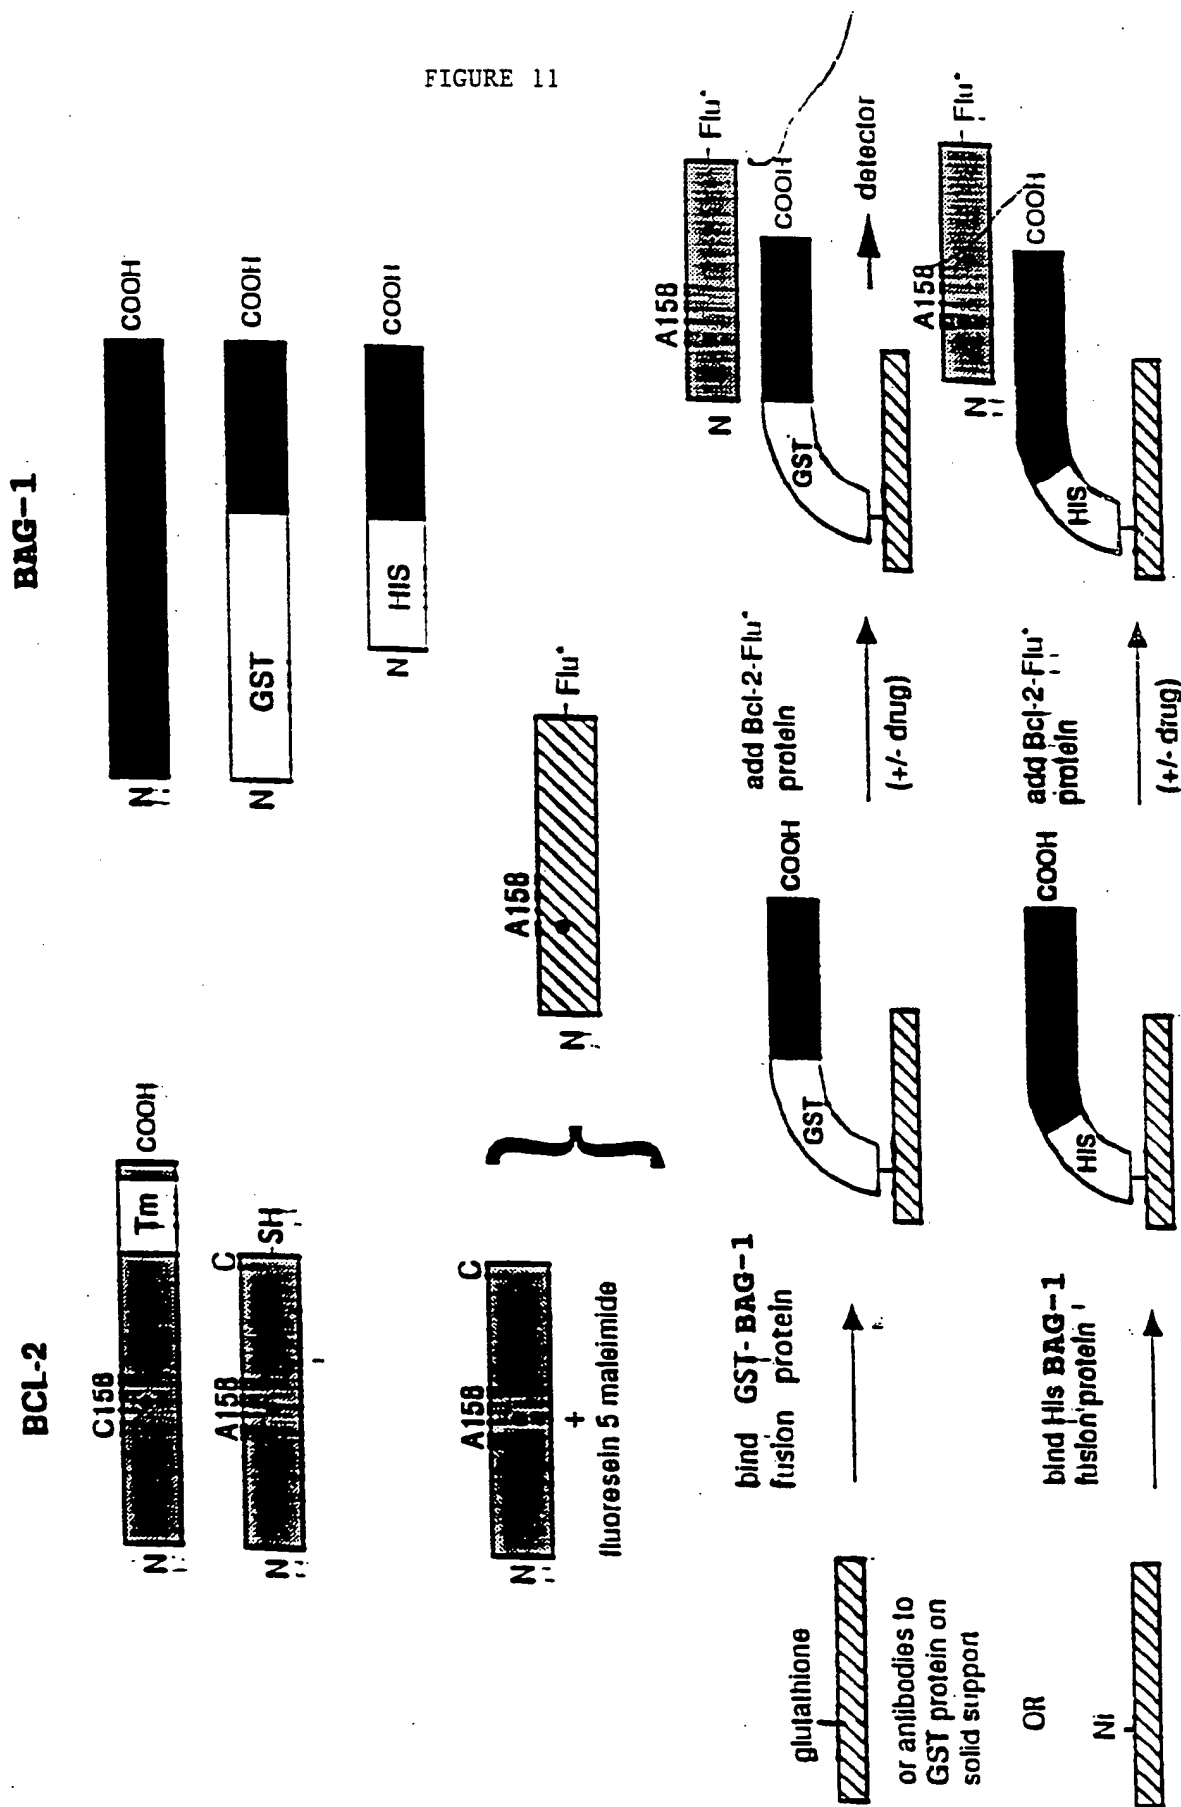 FIGURE 11
BCL-2
C158
N
Tm
COOH
A158
C
N
SH
A158
C
N
+
fluoresein 5 maleimide
A158
N
Flu*
BAG-1
N
COOH
N
GST
COOH
N
HIS
COOH
glutathione
or antibodies to
GST protein on
solid support
bind GST-BAG-1
fusion protein
GST
COOH
add Bcl-2-Flu*
protein
(+/- drug)
A158
N
Flu*
GST
COOH
detector
OR
Ni
bind His BAG-1
fusion protein
HIS
COOH
add Bcl-2-Flu*
protein
(+/- drug)
A158
N
Flu*
HIS
COOH